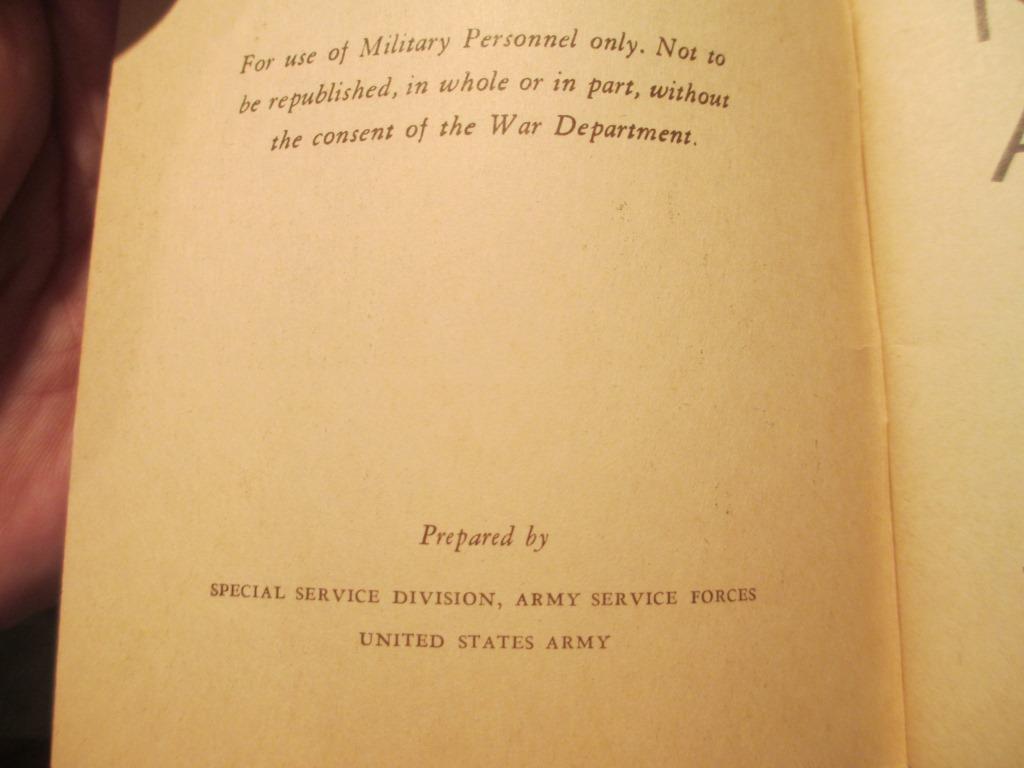 For use of Military Personnel only. Not to
be republished, in whole or in part, without
the consent of the War Department.
Prepared by
SPECIAL SERVICE DIVISION, ARMY SERVICE FORCES
UNITED STATES ARMY